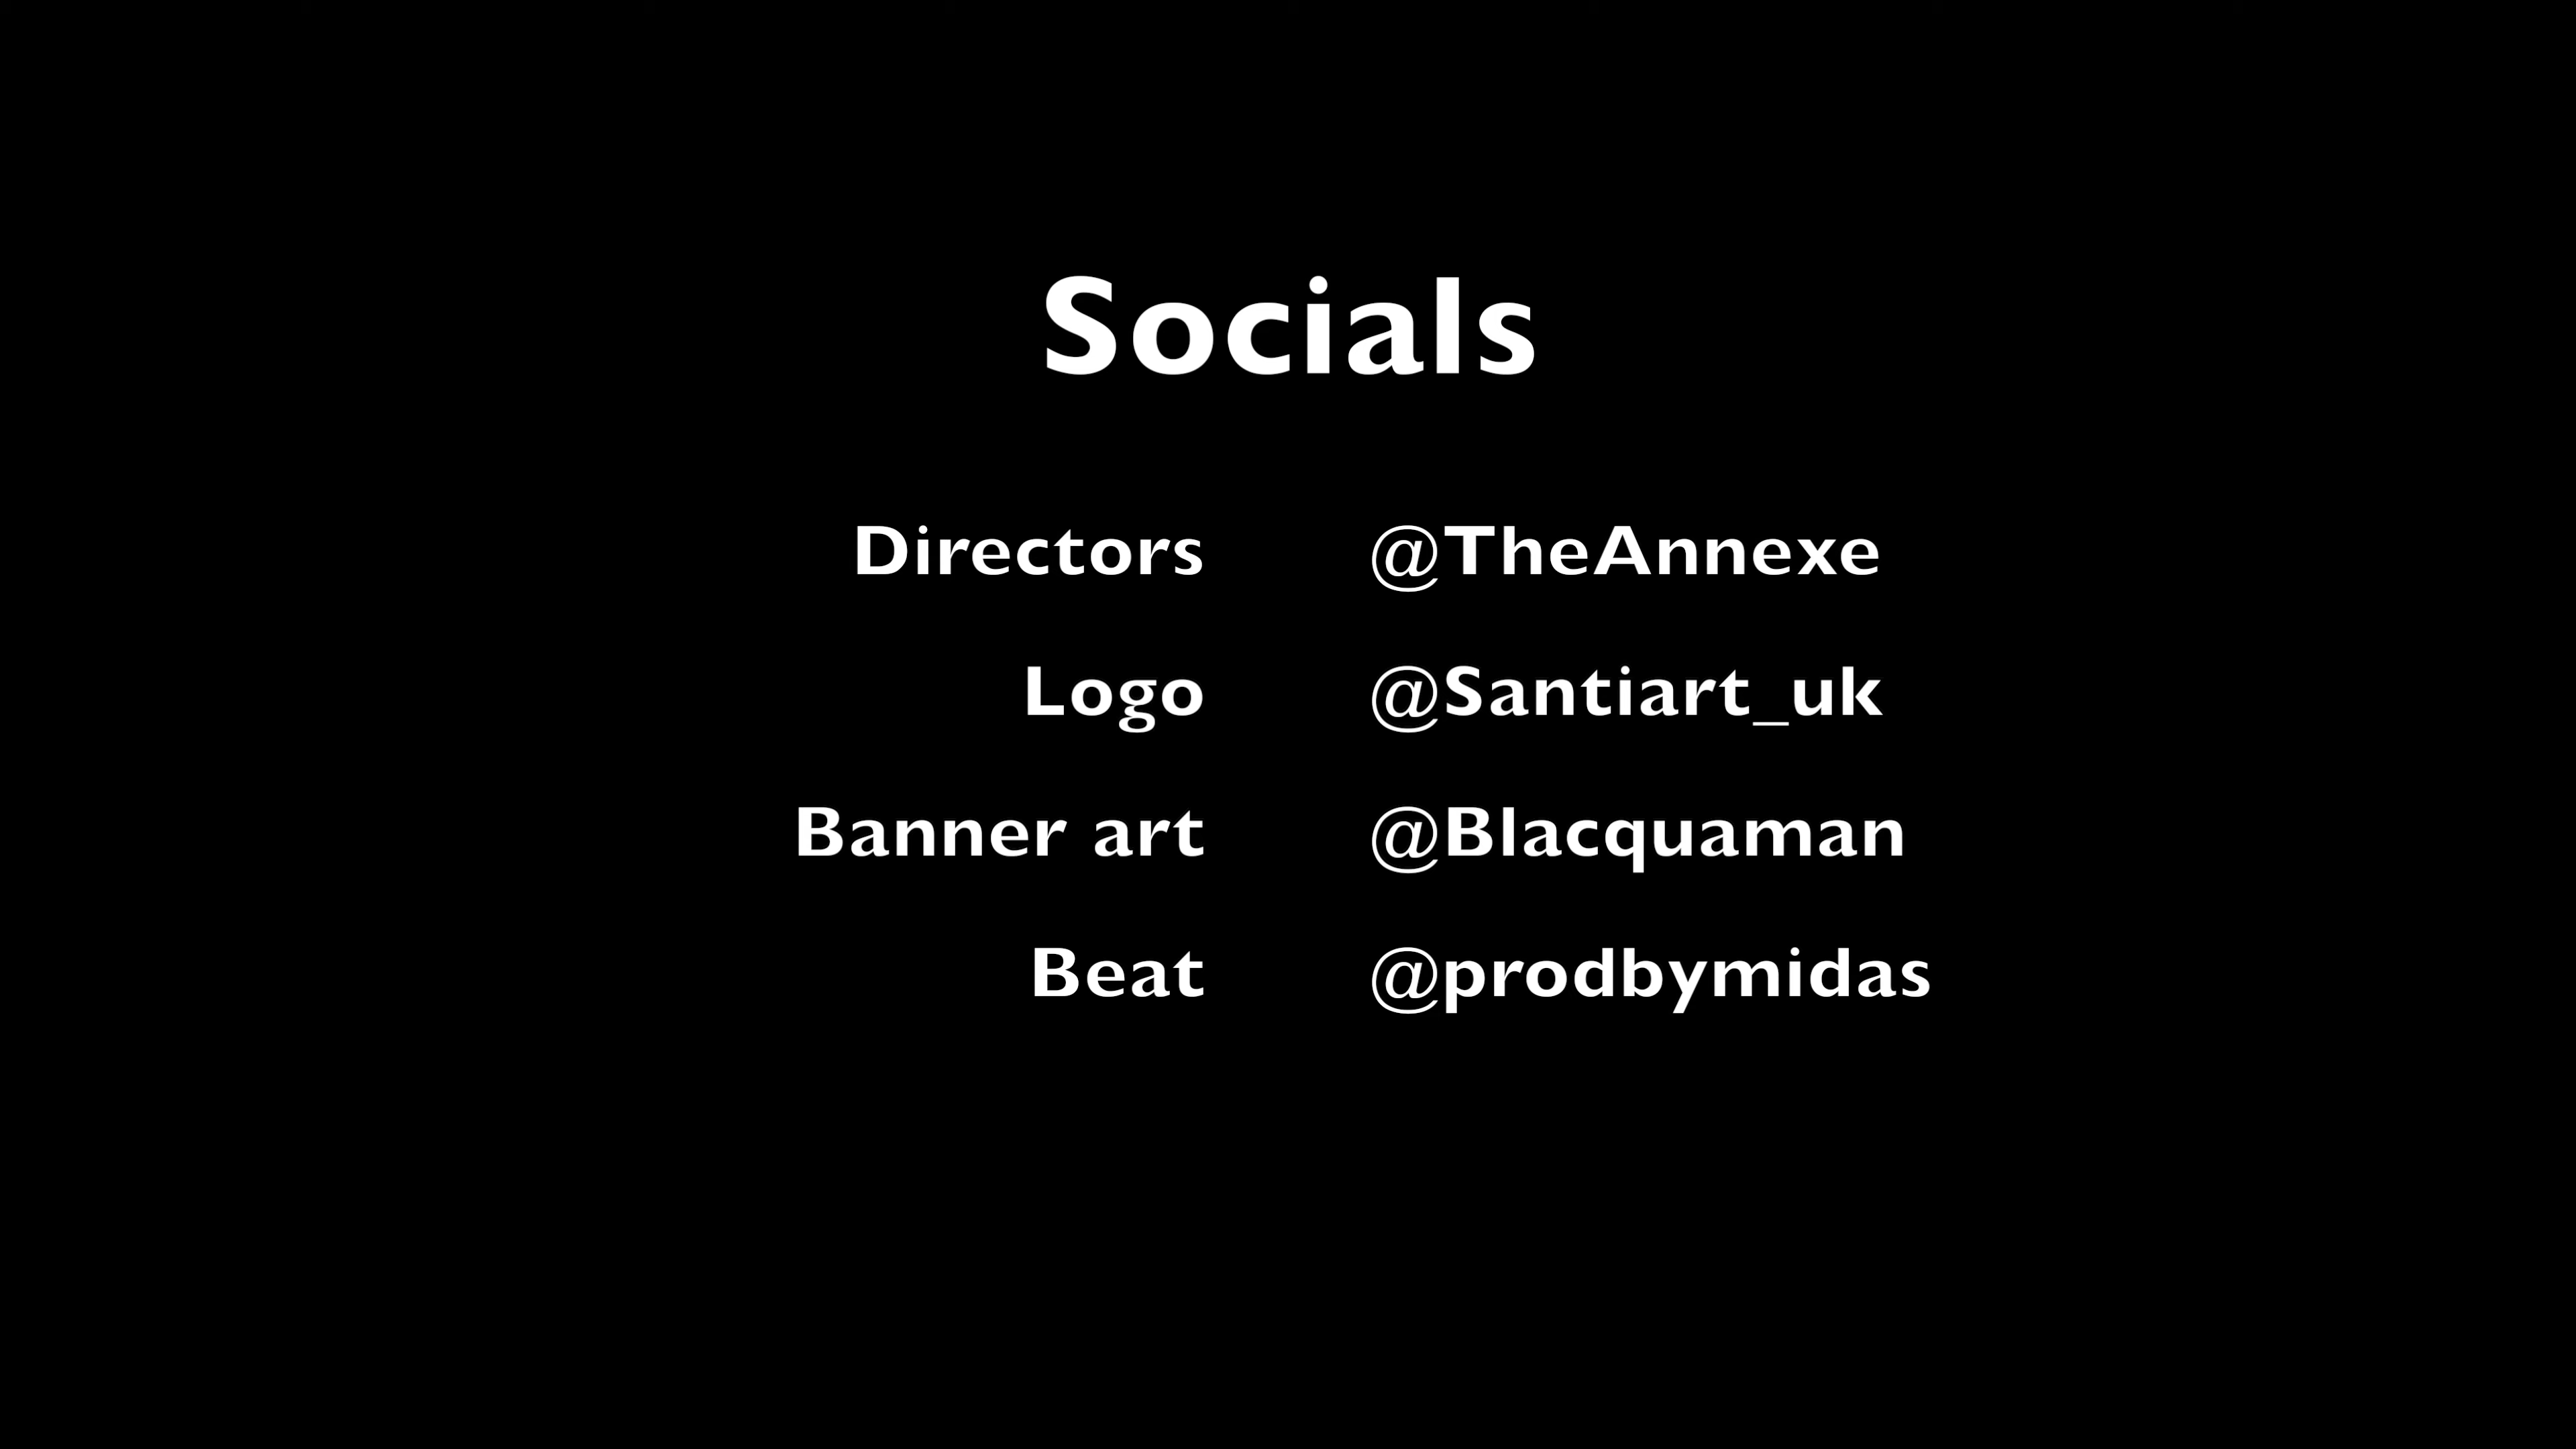 Socials
Directors @TheAnnexe
Logo @Santiart_uk
Banner art @Blacquaman
Beat @prodbymidas